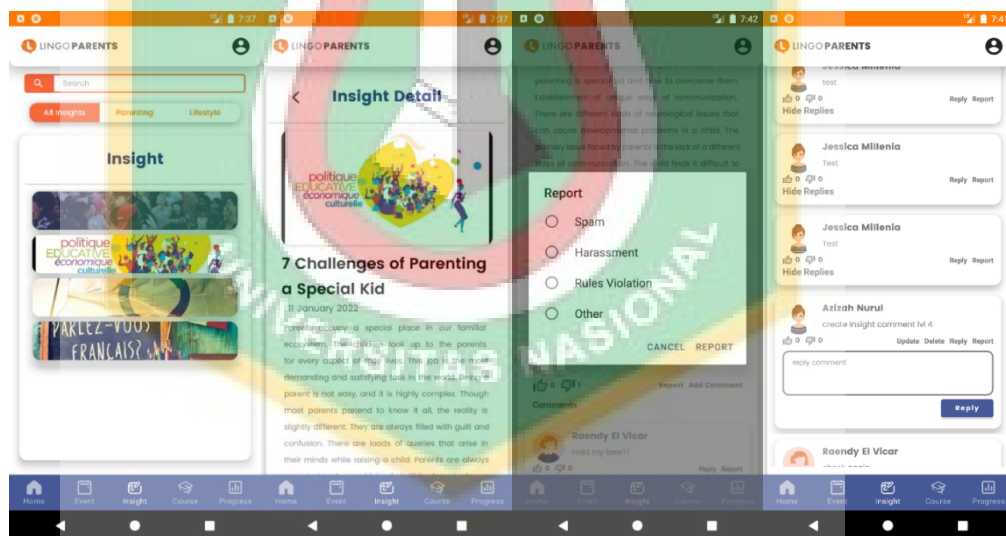 7:37
LINGOPARENTS
Search
All Insights Parenting Lifestyle
Insight
politique
EDUCATIVE
économique
culturelle
PARLEZ-VOUS
FRANÇAIS?
Home Event Insight Course Progress
7:37
LINGOPARENTS
Insight Detail
politique
EDUCATIVE
économique
culturelle
7 Challenges of Parenting
a Special Kid
11 January 2022
Parents occupy a special place in our familial
ecosystem. The children look up to the parents
for every aspect of their lives. This job is the most
demanding and satisfying task in the world. Being a
parent is not easy, and it is highly complex. Though
most parents pretend to know it all, the reality is
slightly different. They are always filled with guilt and
confusion. There are loads of queries that arise in
their minds while raising a child. Parents are always
Home Event Insight Course Progress
7:42
LINGOPARENTS
parenting a special kid and how to overcome them.
Establishment of unique ways of communication.
There are different kinds of neurological issues that
can cause developmental problems in a child. The
primary issue faced by parents is the lack of a different
ways of communication. The child finds it difficult to
Report
Spam
Harassment
Rules Violation
Other
CANCEL REPORT
0 1 Report Add Comment
Comments
Roendy El Vicar
Hold my beer!!
0 0 Reply Report
Home Event Insight Course Progress
LINGOPARENTS
Jessica Millenia
test
0 0 Reply Report
Hide Replies
Jessica Millenia
Test
0 0 Reply Report
Hide Replies
Jessica Millenia
Test
0 0 Reply Report
Hide Replies
Azizah Nurul
create insight comment lvl 4
0 0 Update Delete Reply Report
reply comment
Reply
Roendy El Vicar
Home Event Insight Course Progress
UNIVERSITAS NASIONAL